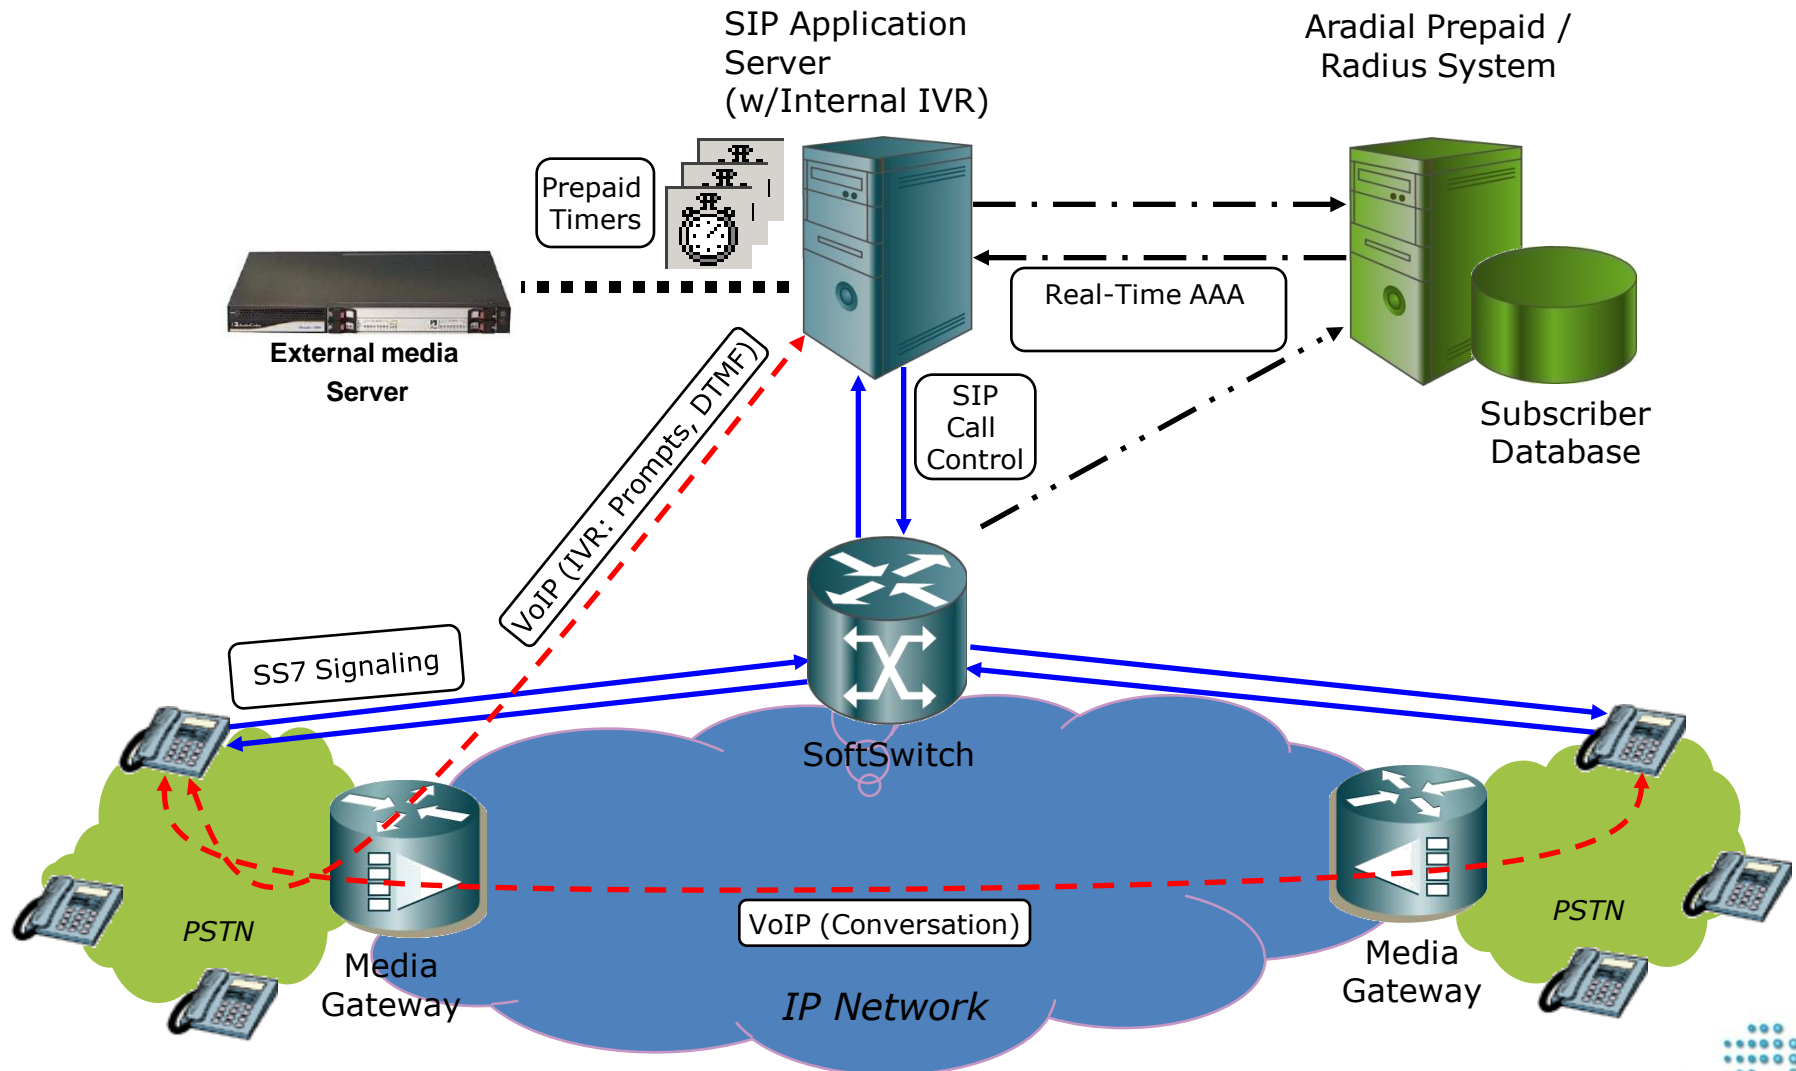 SIP Application
Server
(w/Internal IVR)
Aradial Prepaid /
Radius System
Prepaid
Timers
Real-Time AAA
External media
Server
SIP
Call
Control
Subscriber
Database
VoIP (IVR: Prompts, DTMF)
SS7 Signaling
SoftSwitch
PSTN
VoIP (Conversation)
PSTN
Media
Gateway
Media
Gateway
IP Network